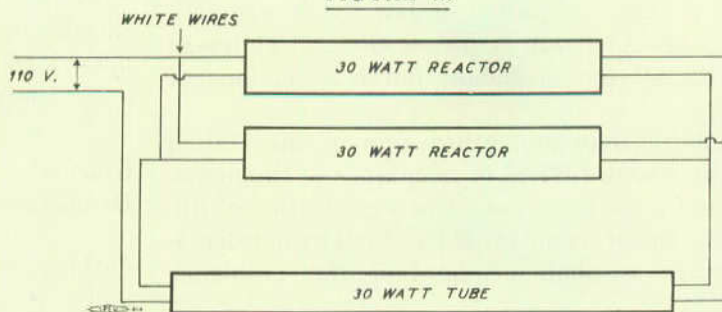 WHITE WIRES
110 V.
30 WATT REACTOR
30 WATT REACTOR
30 WATT TUBE